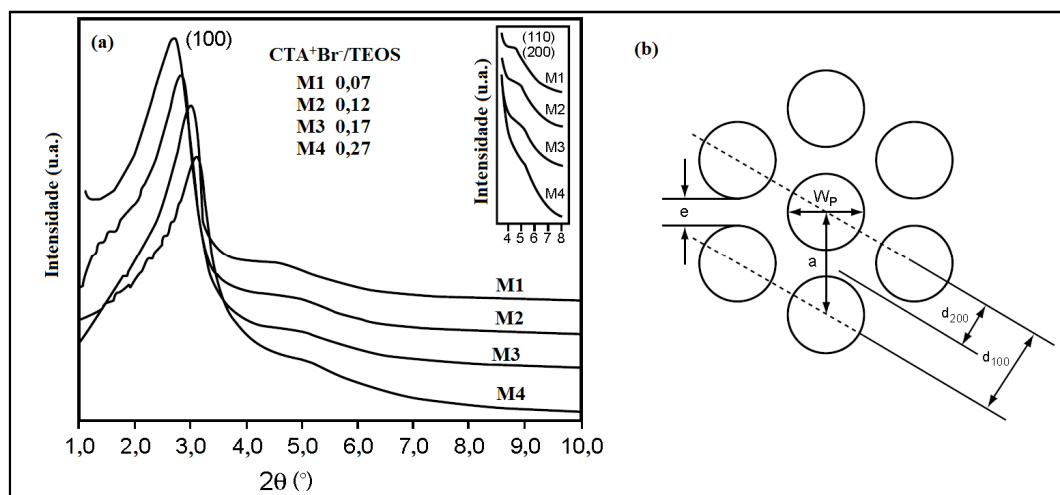 (a)
(100)
CTA⁺Br⁻/TEOS
M1 0,07
M2 0,12
M3 0,17
M4 0,27
Intensidade (u.a.)
M1
M2
M3
M4
1,0 2,0 3,0 4,0 5,0 6,0 7,0 8,0 9,0 10,0
2θ (°)
Intensidade (u.a.)
(110)
(200)
M1
M2
M3
M4
4 5 6 7 8
(b)
e
W_P
a
d₂₀₀
d₁₀₀